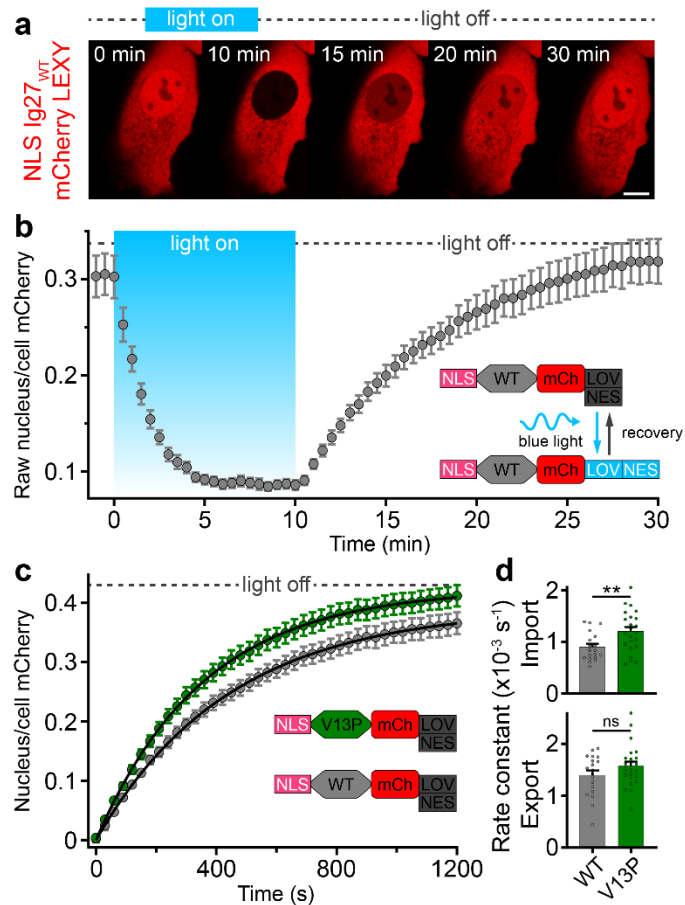 a
light on
light off
0 min
10 min
15 min
20 min
30 min
NLS Ig27WT
mCherry LEXY
b
light on
light off
Raw nucleus/cell mCherry
0.3
0.2
0.1
NLS
WT
mCh
LOV
NES
blue light
recovery
NLS
WT
mCh
LOV
NES
0
5
10
15
20
25
30
Time (min)
c
light off
Nucleus/cell mCherry
0.4
0.3
0.2
0.1
0
NLS
V13P
mCh
LOV
NES
NLS
WT
mCh
LOV
NES
0
400
800
1200
Time (s)
d
Rate constant (x10-3 s-1)
Import
2
1
0
**
Export
2
1
0
ns
WT
V13P